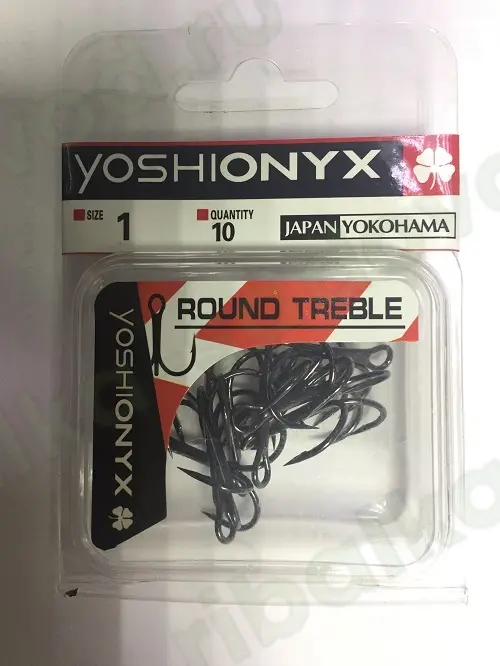 YOSHIONYX
SIZE 1
QUANTITY 10
JAPAN YOKOHAMA
ROUND TREBLE
YOSHIONYX